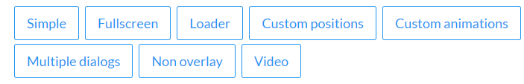 Simple Fullscreen Loader Custom positions Custom animations
Multiple dialogs Non overlay Video